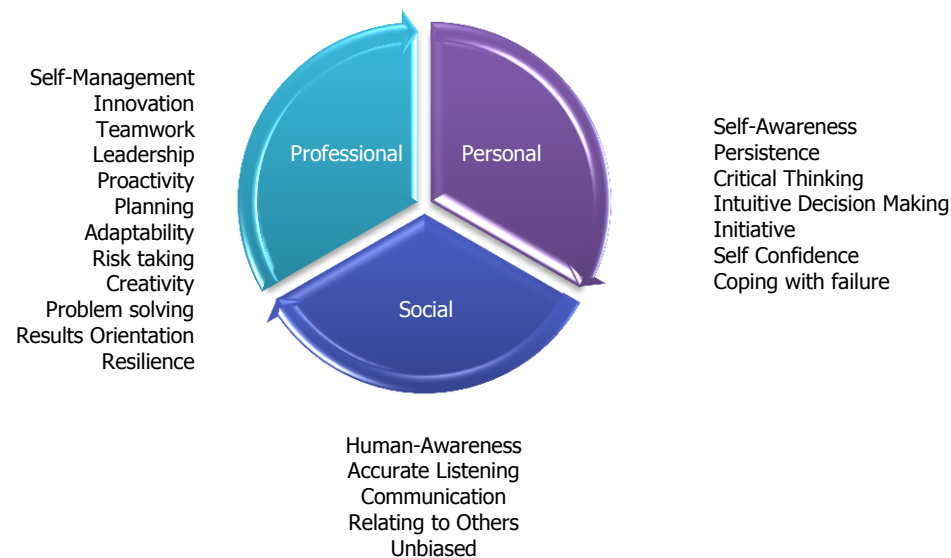 Self-Management
Innovation
Teamwork
Leadership
Proactivity
Planning
Adaptability
Risk taking
Creativity
Problem solving
Results Orientation
Resilience
Professional
Personal
Social
Self-Awareness
Persistence
Critical Thinking
Intuitive Decision Making
Initiative
Self Confidence
Coping with failure
Human-Awareness
Accurate Listening
Communication
Relating to Others
Unbiased